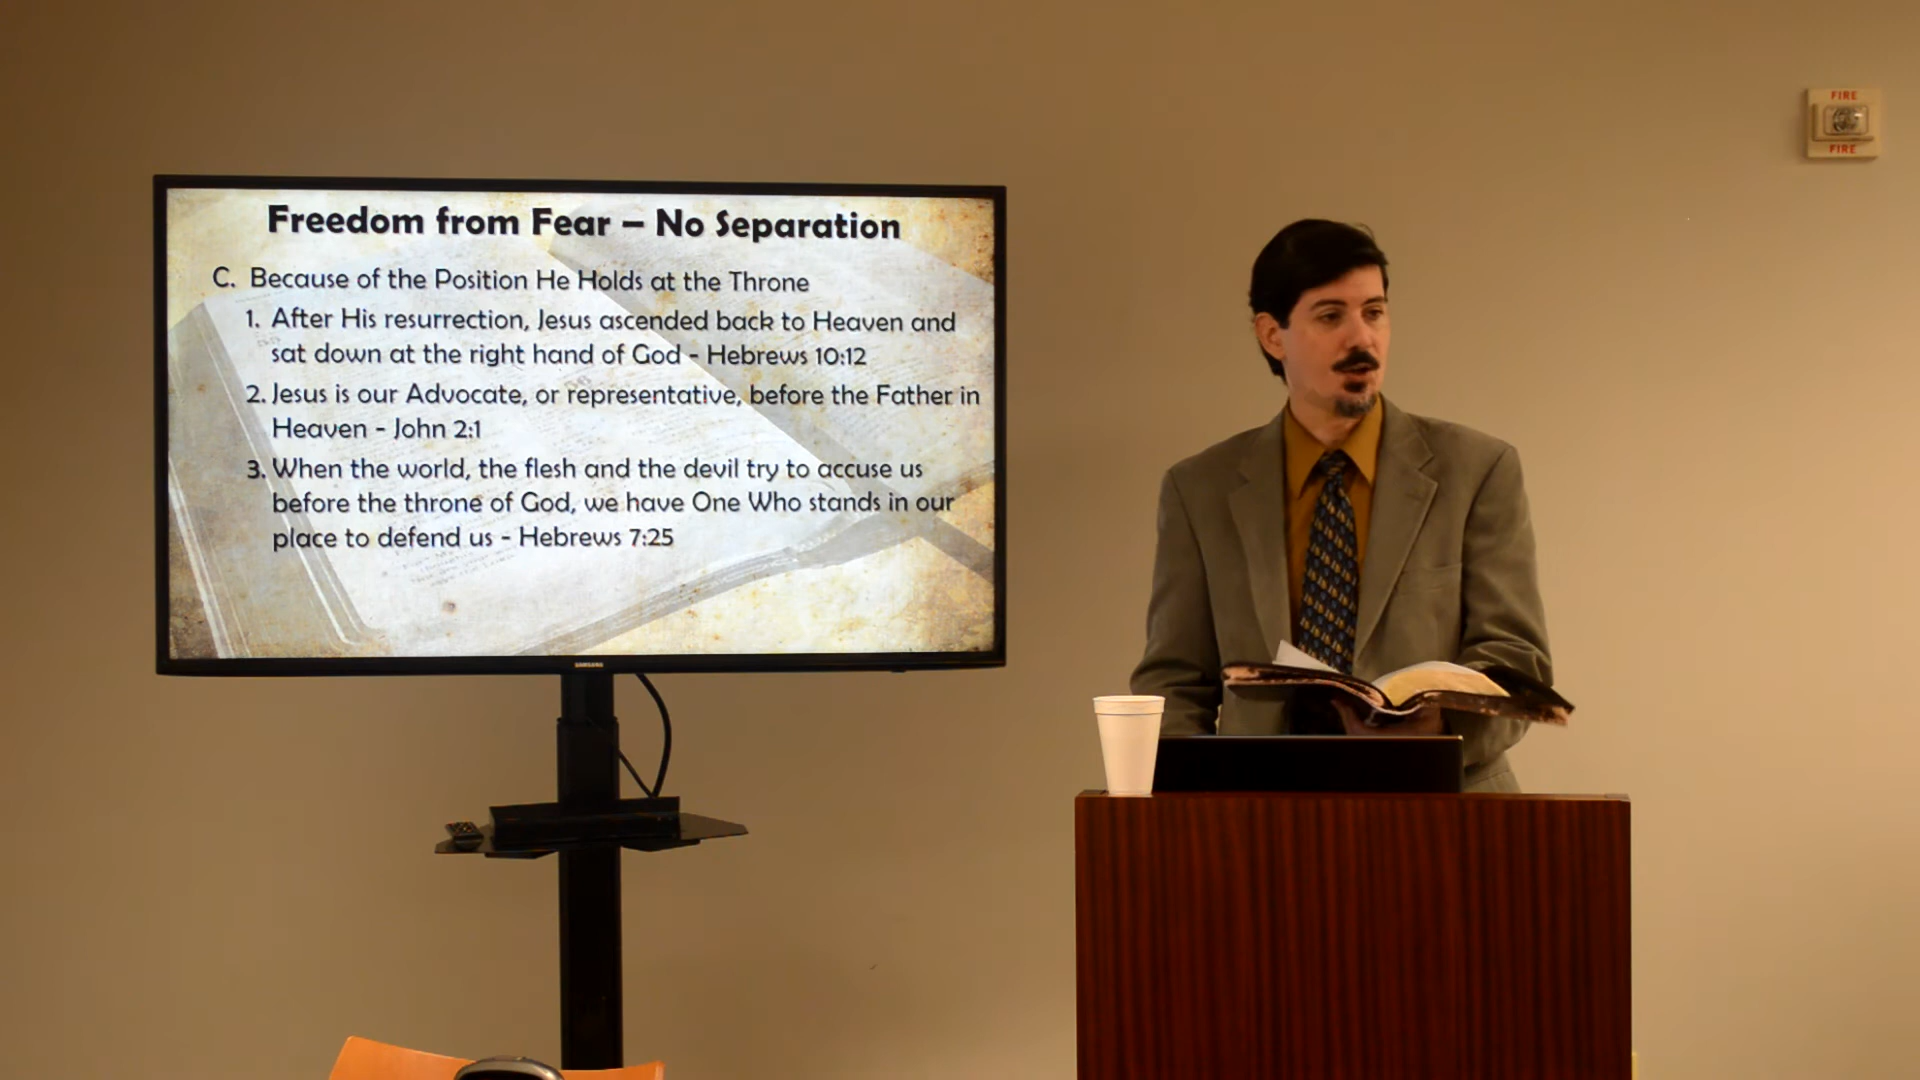 Freedom from Fear – No Separation
C. Because of the Position He Holds at the Throne
1. After His resurrection, Jesus ascended back to Heaven and
sat down at the right hand of God - Hebrews 10:12
2. Jesus is our Advocate, or representative, before the Father in
Heaven - John 2:1
3. When the world, the flesh and the devil try to accuse us
before the throne of God, we have One Who stands in our
place to defend us - Hebrews 7:25
SAMSUNG
FIRE
FIRE